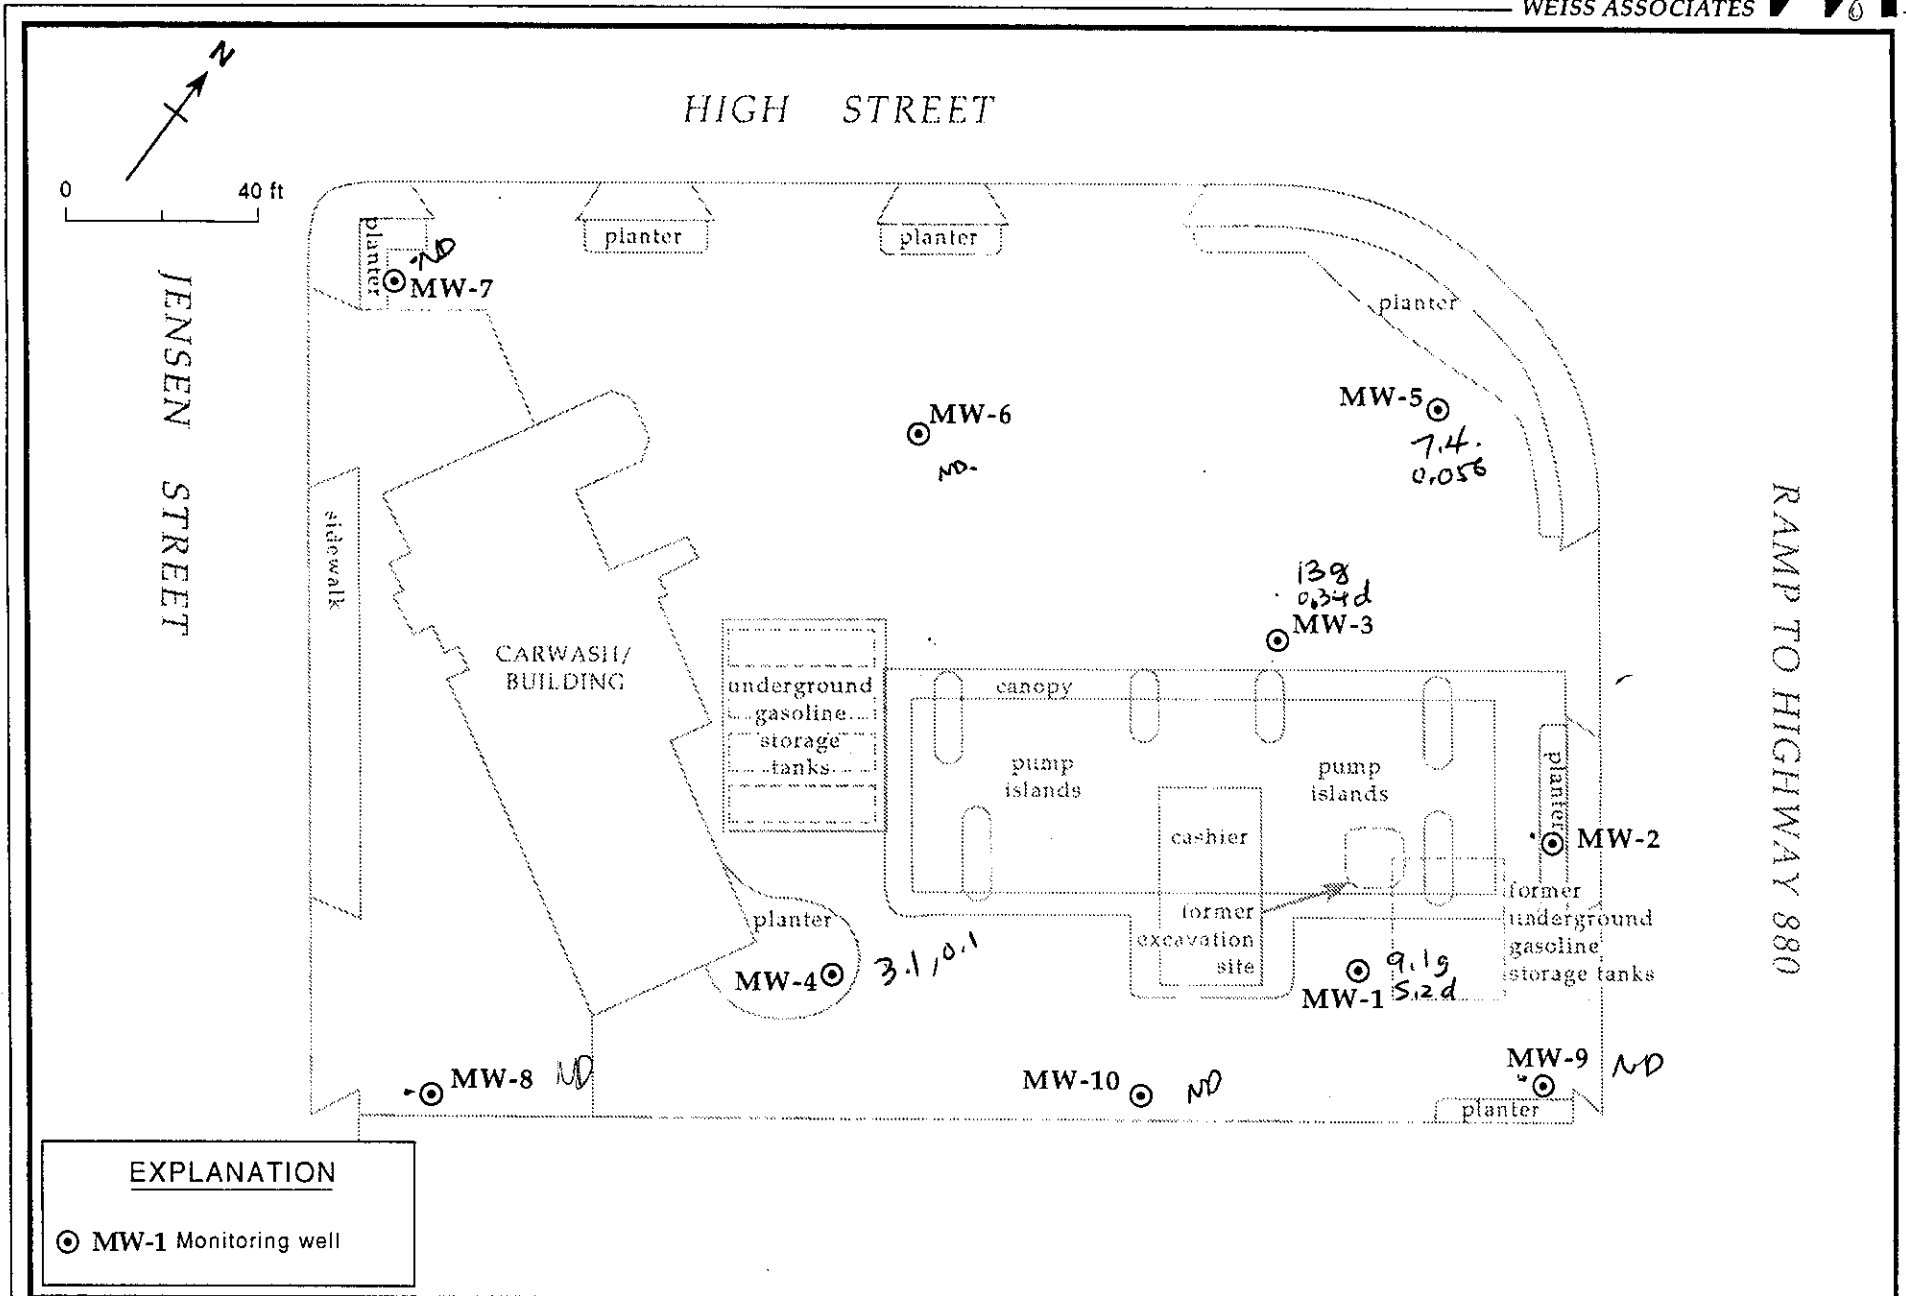 WEISS ASSOCIATES
N
HIGH STREET
0 40 ft
planter
planter
planter
ND
MW-7
planter
JENSEN STREET
MW-5
7.4.
0.056
MW-6
ND.
sidewalk
RAMP TO HIGHWAY 880
13g
0.34d
MW-3
CARWASH/
BUILDING
underground
gasoline
storage
tanks
canopy
pump
islands
pump
islands
planter
cashier
MW-2
former
excavation
site
former
underground
gasoline
storage tanks
planter
MW-4
3.1, 0.1
9.1g
5.2d
MW-1
MW-8 ND
MW-10 ND
MW-9 ND
planter
EXPLANATION
MW-1 Monitoring well